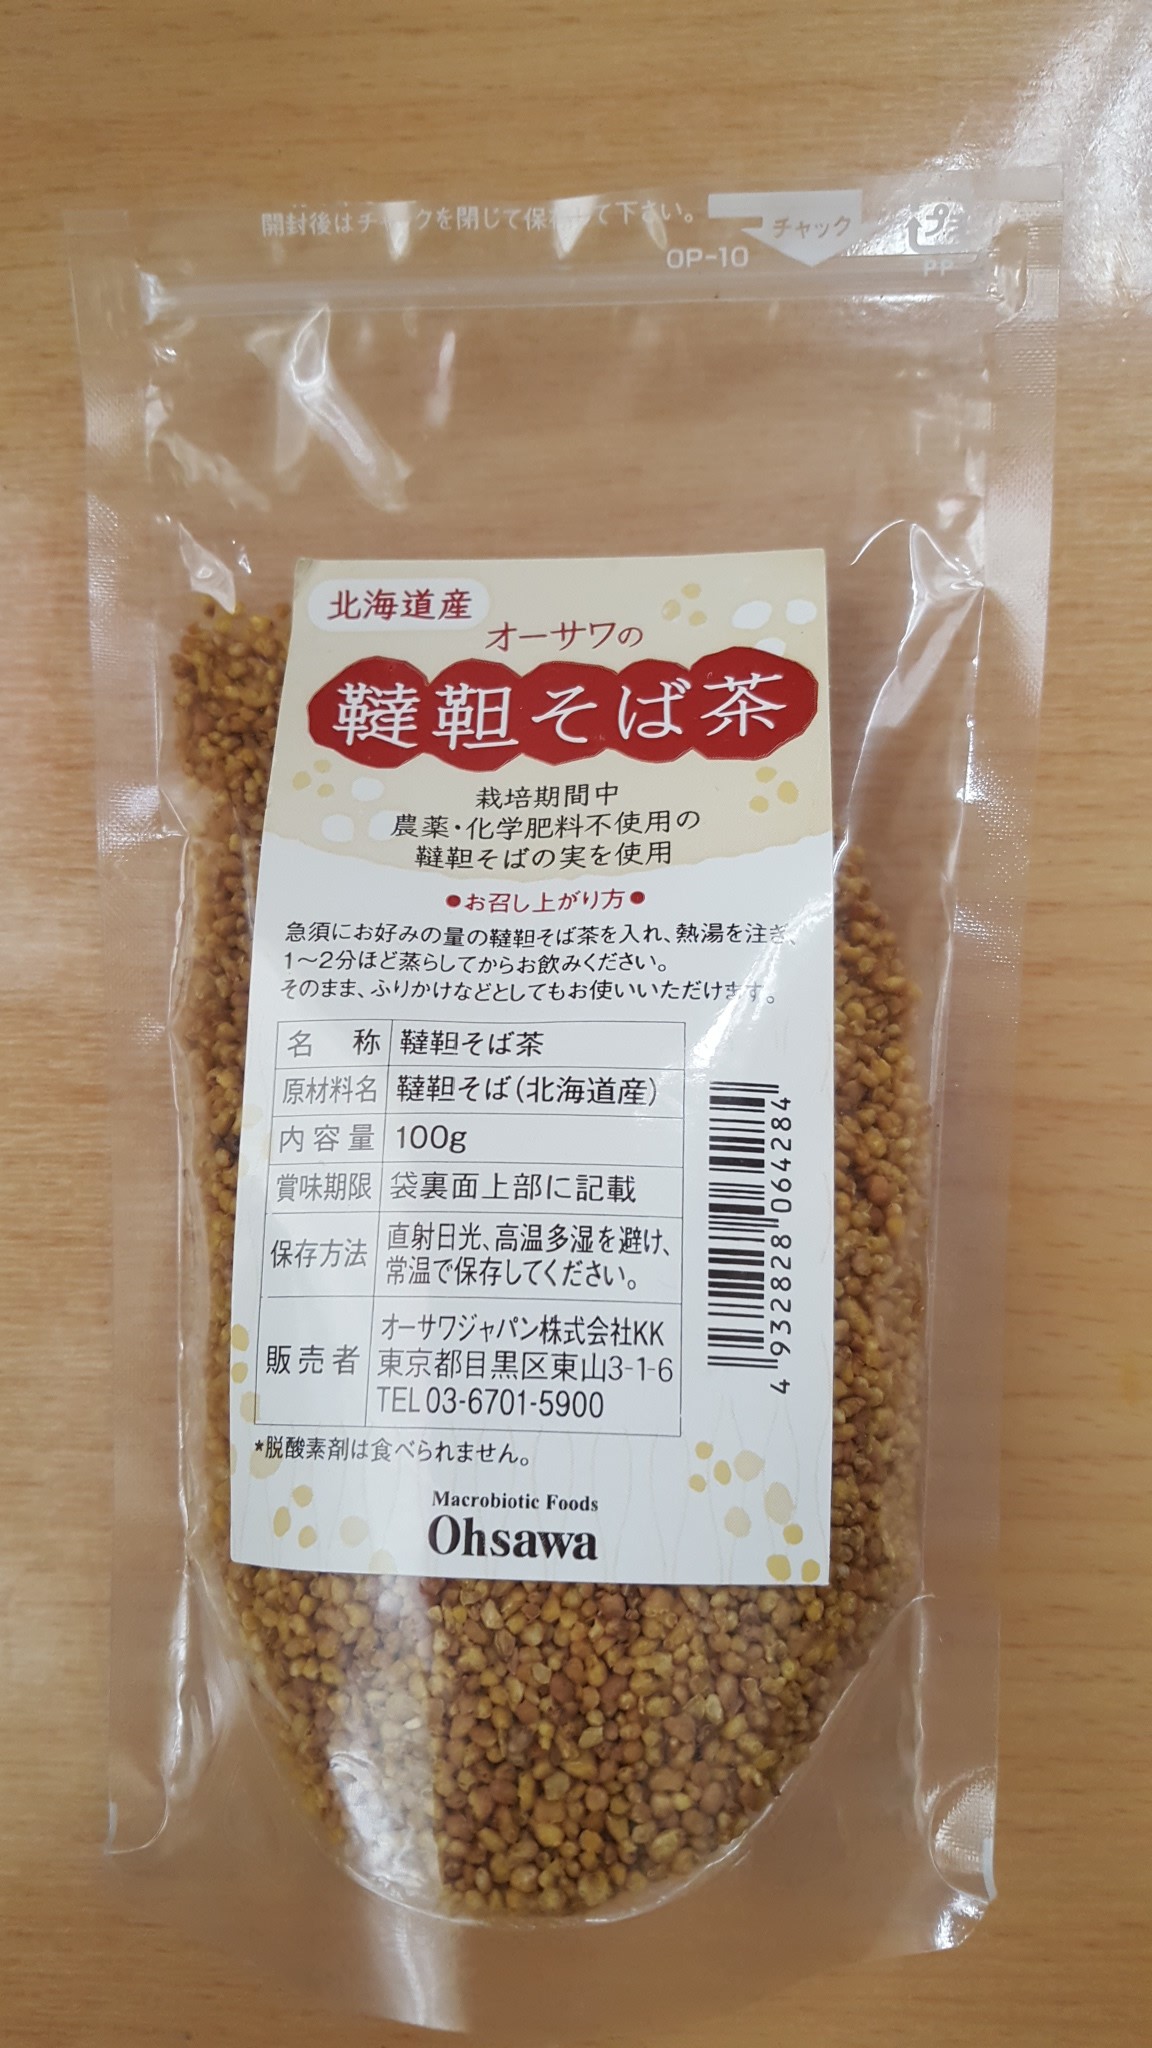 開封後はチャックを閉じて保存して下さい。
チャック
OP-10
プラ
PP
北海道産
オーサワの
韃靼そば茶
栽培期間中
農薬・化学肥料不使用の
韃靼そばの実を使用
●お召し上がり方●
急須にお好みの量の韃靼そば茶を入れ、熱湯を注ぎ、
1〜2分ほど蒸らしてからお飲みください。
そのまま、ふりかけなどとしてもお使いいただけます。
名 称 韃靼そば茶
原材料名 韃靼そば(北海道産)
内容量 100g
賞味期限 袋裏面上部に記載
保存方法 直射日光、高温多湿を避け、
常温で保存してください。
販売者 オーサワジャパン株式会社KK
東京都目黒区東山3-1-6
TEL 03-6701-5900
4 932828 064284
*脱酸素剤は食べられません。
Macrobiotic Foods
Ohsawa